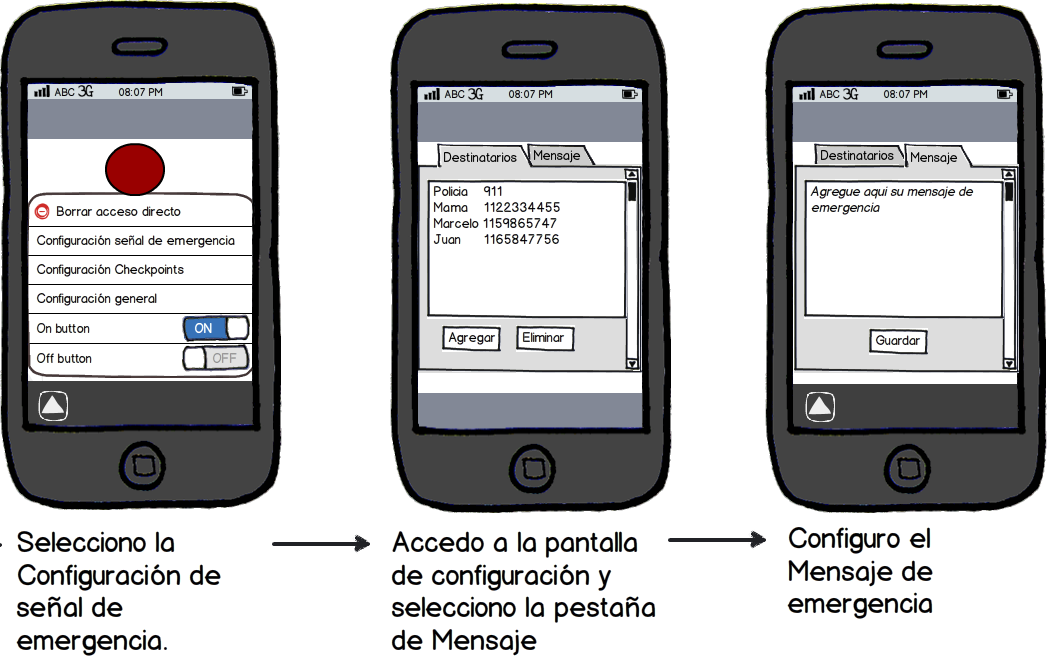 ABC 3G 08:07 PM
Borrar acceso directo
Configuración señal de emergencia
Configuración Checkpoints
Configuración general
On button ON
Off button OFF
Selecciono la
Configuración de
señal de
emergencia.
ABC 3G 08:07 PM
Destinatarios Mensaje
Policia 911
Mama 1122334455
Marcelo 1159865747
Juan 1165847756
Agregar Eliminar
Accedo a la pantalla
de configuración y
selecciono la pestaña
de Mensaje
ABC 3G 08:07 PM
Destinatarios Mensaje
Agregue aqui su mensaje de
emergencia
Guardar
Configuro el
Mensaje de
emergencia